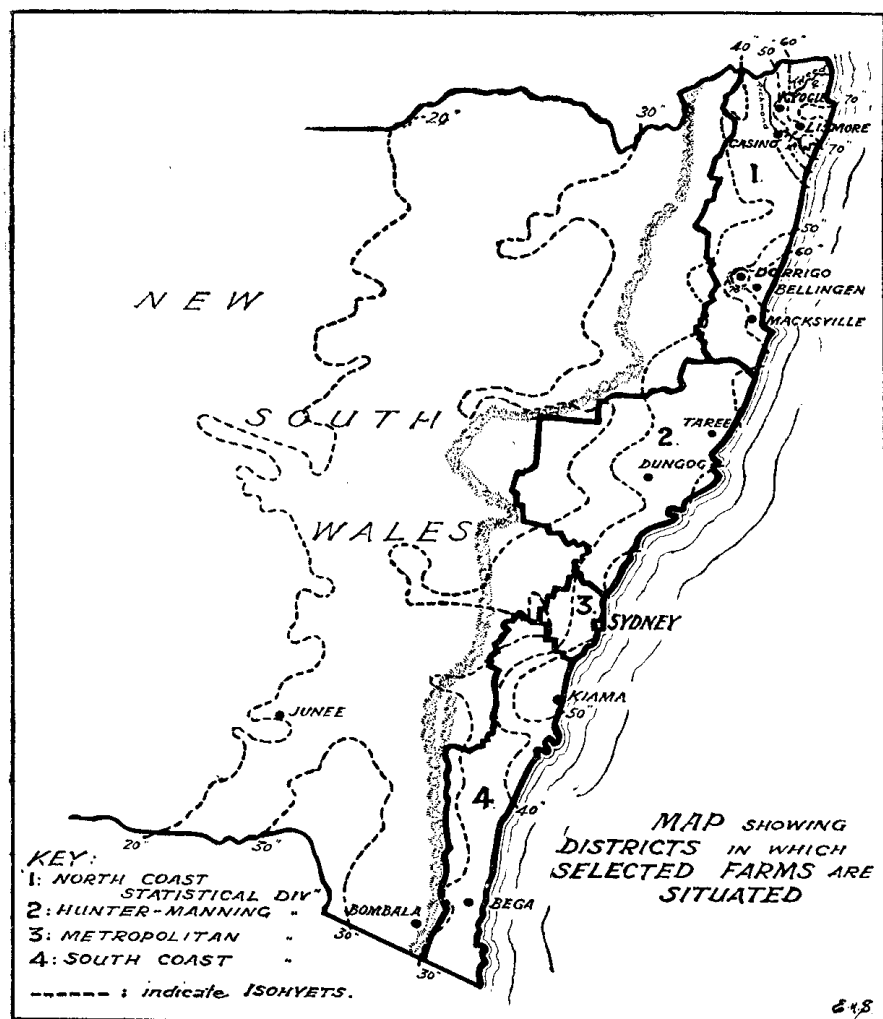 40" 50" 60"
20"
30"
KYOGLE
70"
LISMORE
CASINO
70"
1.
50"
60"
DORRIGO
BELLINGEN
MACKSVILLE
NEW
SOUTH
WALES
2.
TAREE
DUNGOG
3.
SYDNEY
KIAMA
50"
JUNEE
4.
40"
MAP SHOWING
DISTRICTS IN WHICH
SELECTED FARMS ARE
SITUATED
20"
50"
KEY:
1: NORTH COAST
STATISTICAL DIVN
2: HUNTER-MANNING "
3: METROPOLITAN "
4: SOUTH COAST "
------- : indicate ISOHYETS.
BOMBALA
BEGA
30"
30"